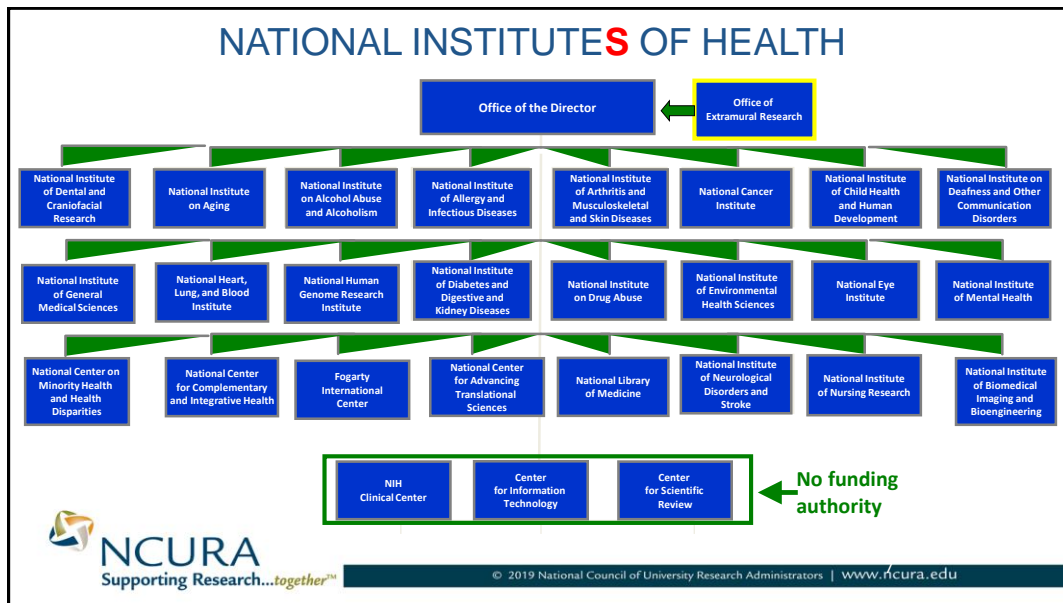 NATIONAL INSTITUTES OF HEALTH
Office of the Director
Office of
Extramural Research
National Institute
of Dental and
Craniofacial
Research
National Institute
on Aging
National Institute
on Alcohol Abuse
and Alcoholism
National Institute
of Allergy and
Infectious Diseases
National Institute
of Arthritis and
Musculoskeletal
and Skin Diseases
National Cancer
Institute
National Institute
of Child Health
and Human
Development
National Institute on
Deafness and Other
Communication
Disorders
National Institute
of General
Medical Sciences
National Heart,
Lung, and Blood
Institute
National Human
Genome Research
Institute
National Institute
of Diabetes and
Digestive and
Kidney Diseases
National Institute
on Drug Abuse
National Institute
of Environmental
Health Sciences
National Eye
Institute
National Institute
of Mental Health
National Center on
Minority Health
and Health
Disparities
National Center
for Complementary
and Integrative Health
Fogarty
International
Center
National Center
for Advancing
Translational
Sciences
National Library
of Medicine
National Institute
of Neurological
Disorders and
Stroke
National Institute
of Nursing Research
National Institute
of Biomedical
Imaging and
Bioengineering
NIH
Clinical Center
Center
for Information
Technology
Center
for Scientific
Review
No funding
authority
NCURA
Supporting Research...together™
© 2019 National Council of University Research Administrators | www.ncura.edu